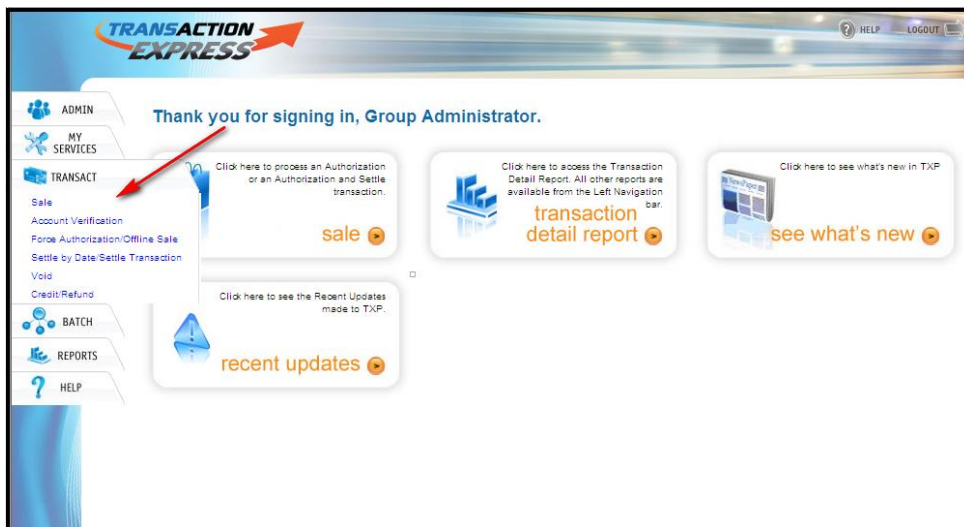 TRANSACTION
EXPRESS
HELP
LOGOUT
ADMIN
MY
SERVICES
TRANSACT
Sale
Account Verification
Force Authorization/Offline Sale
Settle by Date/Settle Transaction
Void
Credit/Refund
BATCH
REPORTS
HELP
Thank you for signing in, Group Administrator.
Click here to process an Authorization
or an Authorization and Settle
transaction.
sale
Click here to access the Transaction
Detail Report. All other reports are
available from the Left Navigation
bar.
transaction
detail report
Click here to see what's new in TXP
see what's new
Click here to see the Recent Updates
made to TXP.
recent updates